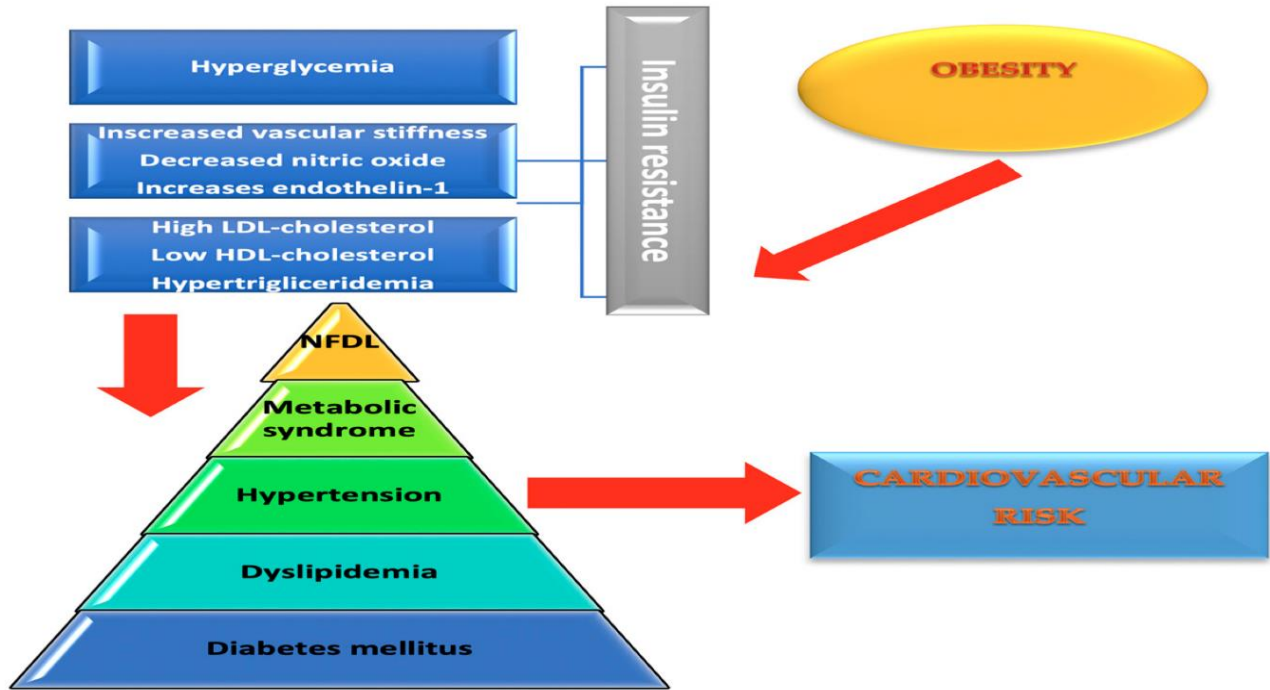 Hyperglycemia
Inscreased vascular stiffness
Decreased nitric oxide
Increases endothelin-1
High LDL-cholesterol
Low HDL-cholesterol
Hypertrigliceridemia
Insulin resistance
OBESITY
NFDL
Metabolic
syndrome
Hypertension
Dyslipidemia
Diabetes mellitus
CARDIOVASCULAR
RISK